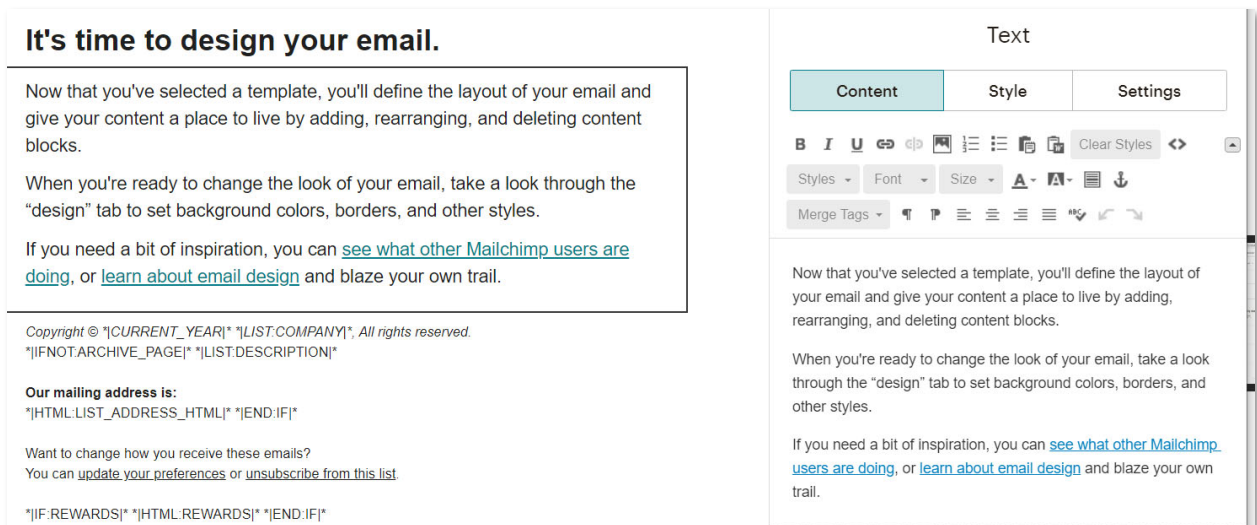 It's time to design your email.
Now that you've selected a template, you'll define the layout of your email and
give your content a place to live by adding, rearranging, and deleting content
blocks.
When you're ready to change the look of your email, take a look through the
“design” tab to set background colors, borders, and other styles.
If you need a bit of inspiration, you can see what other Mailchimp users are
doing, or learn about email design and blaze your own trail.
Copyright © *|CURRENT_YEAR|* *|LIST:COMPANY|*, All rights reserved.
*|IFNOT:ARCHIVE_PAGE|* *|LIST:DESCRIPTION|*
Our mailing address is:
*|HTML:LIST_ADDRESS_HTML|* *|END:IF|*
Want to change how you receive these emails?
You can update your preferences or unsubscribe from this list.
*|IF:REWARDS|* *|HTML:REWARDS|* *|END:IF|*
Text
Content Style Settings
B I U Clear Styles
Styles Font Size A A
Merge Tags ABC
Now that you've selected a template, you'll define the layout of
your email and give your content a place to live by adding,
rearranging, and deleting content blocks.
When you're ready to change the look of your email, take a look
through the “design” tab to set background colors, borders, and
other styles.
If you need a bit of inspiration, you can see what other Mailchimp
users are doing, or learn about email design and blaze your own
trail.